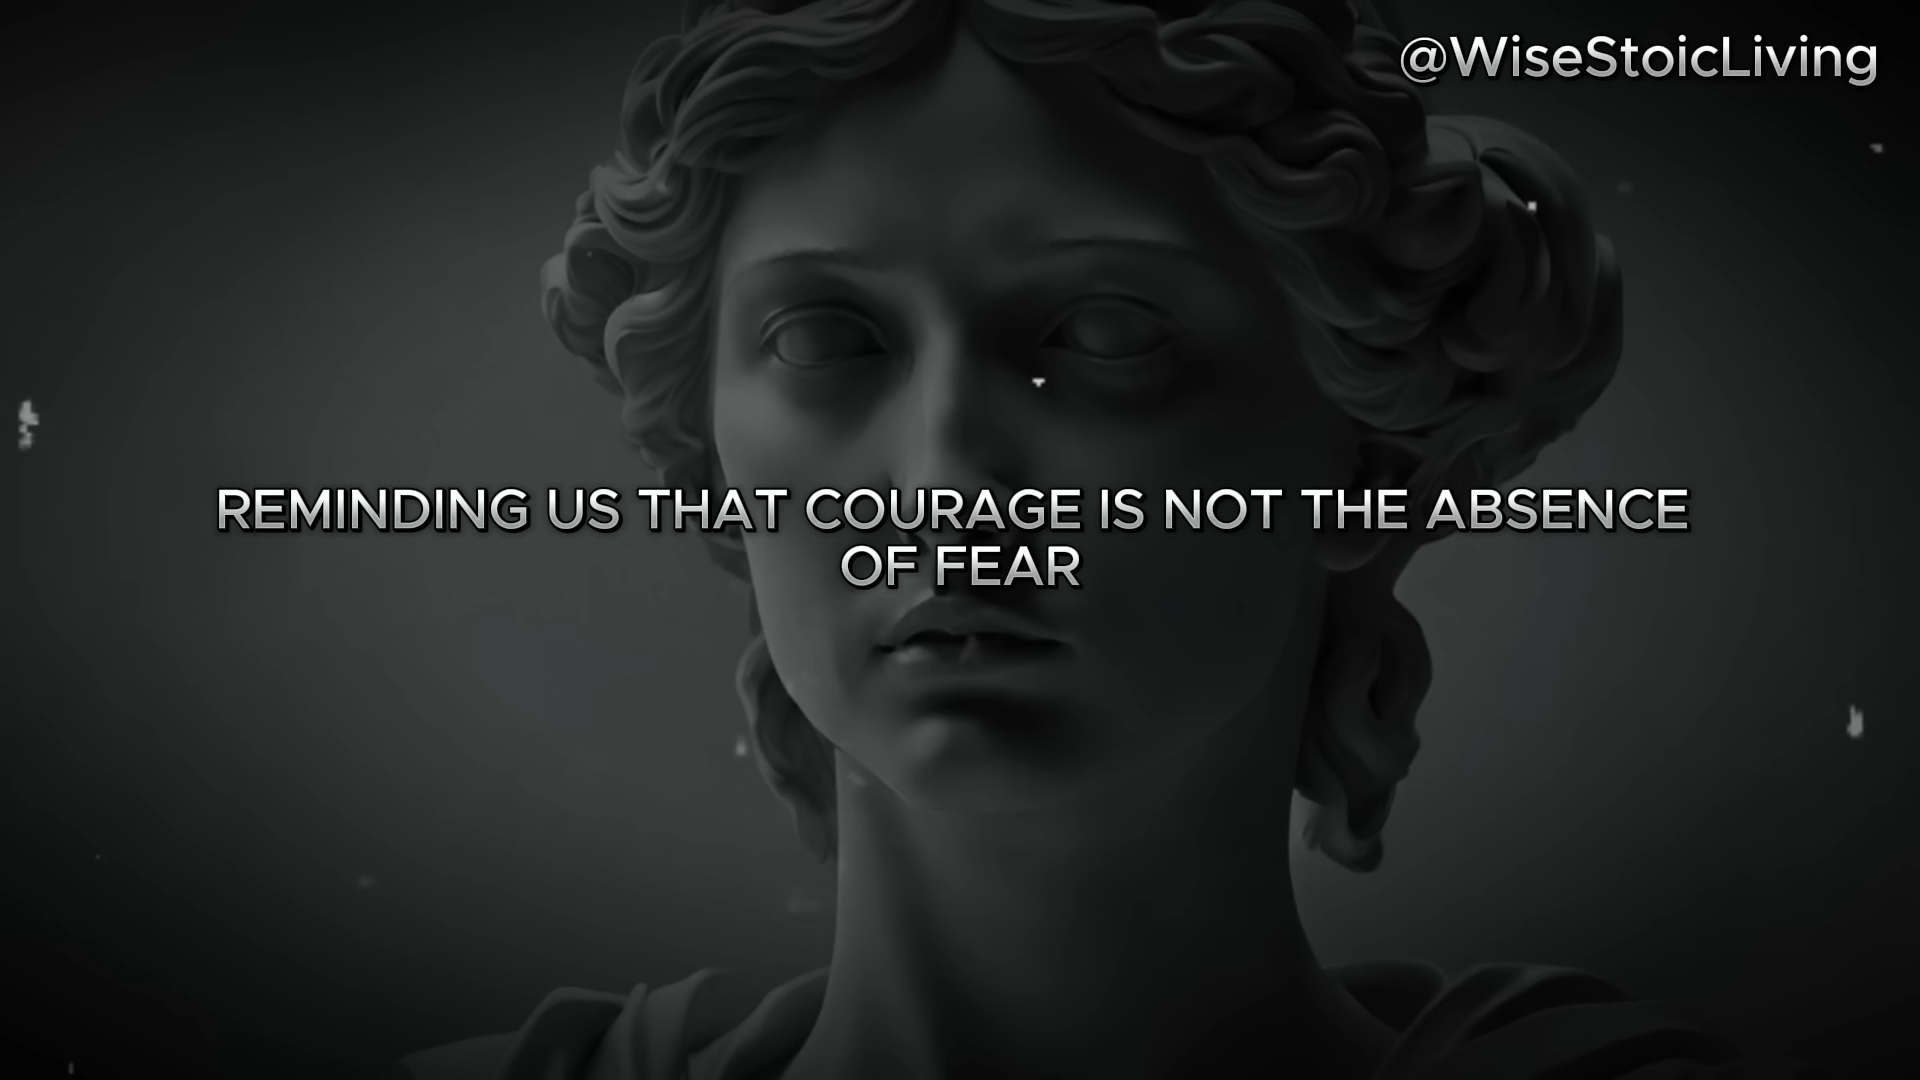 @WiseStoicLiving
REMINDING US THAT COURAGE IS NOT THE ABSENCE
OF FEAR